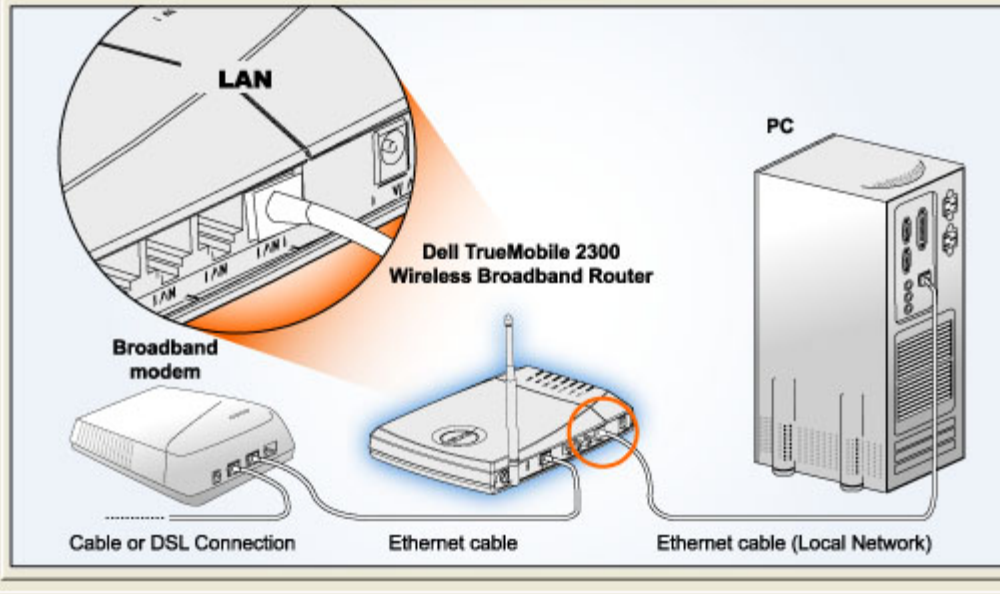 LAN
PC
LAN
LAN
LAN
Dell TrueMobile 2300
Wireless Broadband Router
Broadband
modem
Cable or DSL Connection
Ethernet cable
Ethernet cable (Local Network)